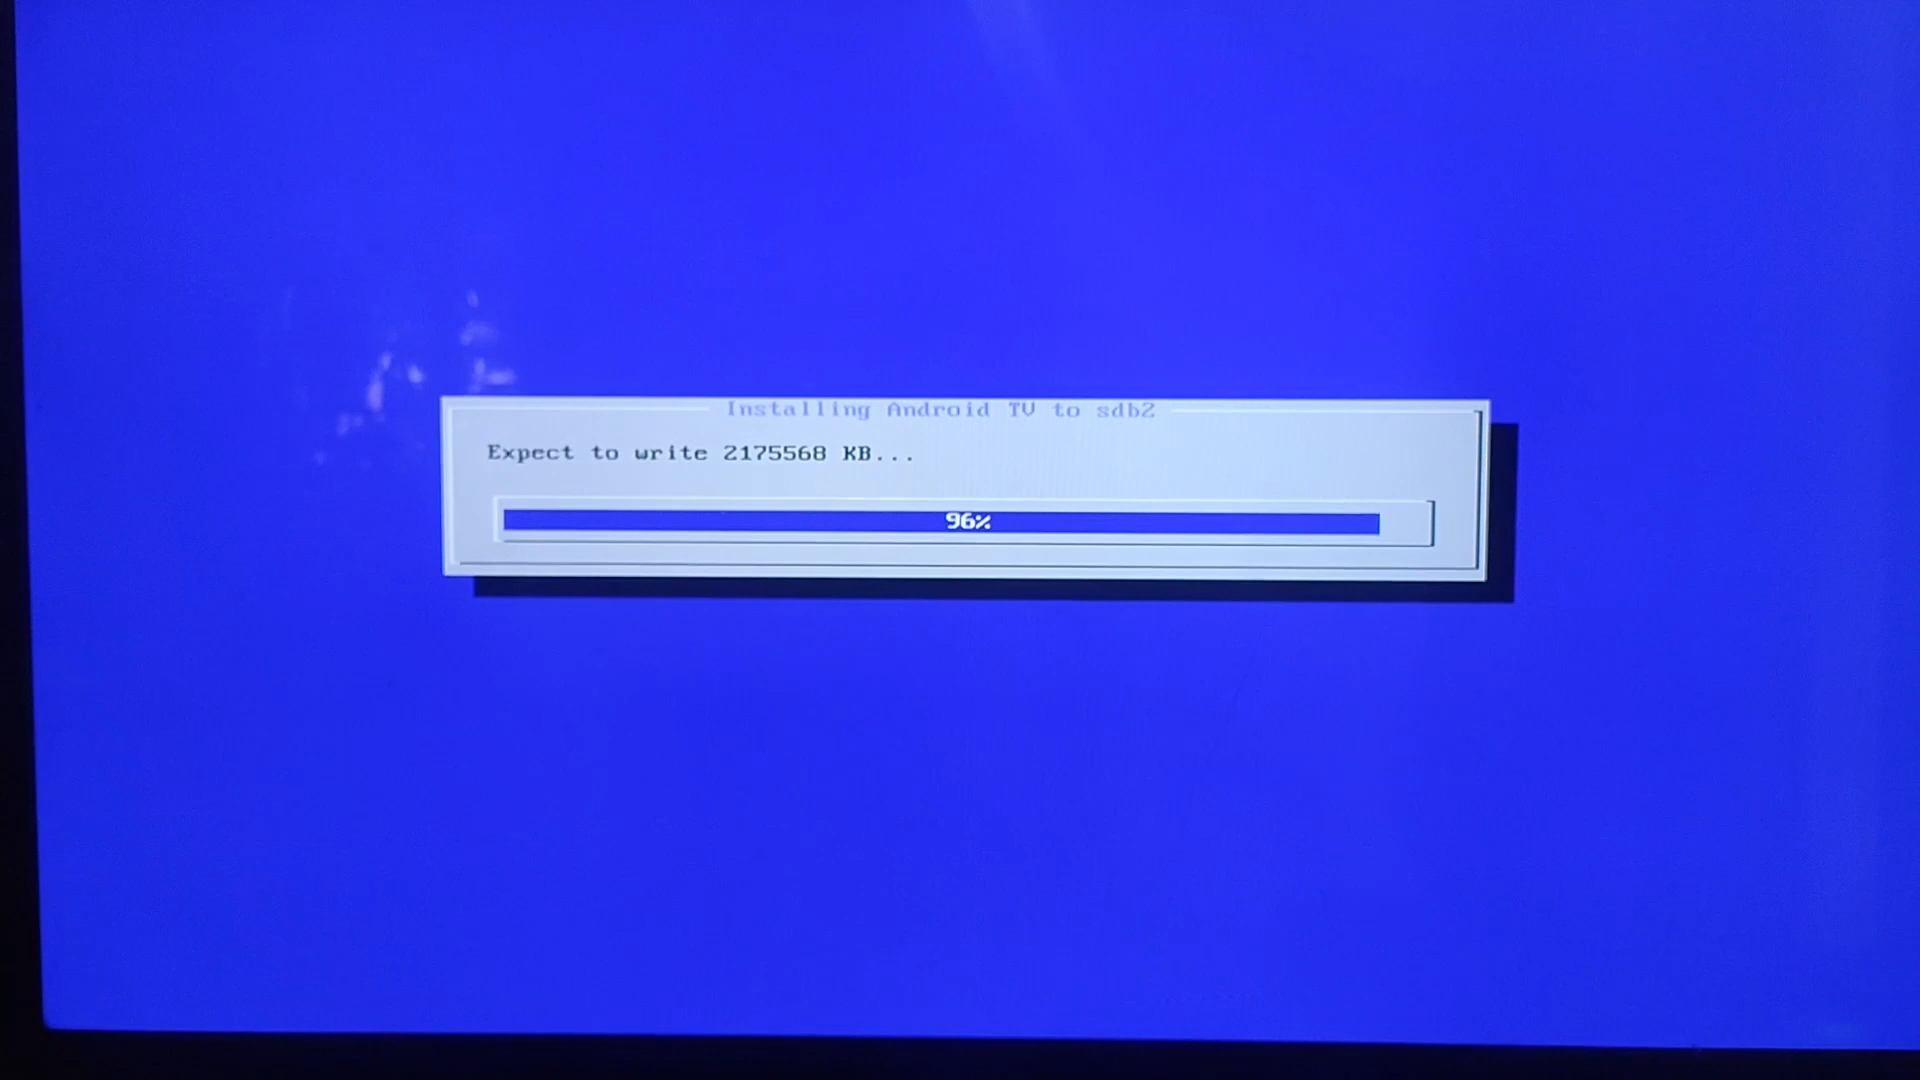 Installing Android TV to sdb2
Expect to write 2175568 KB...
96%